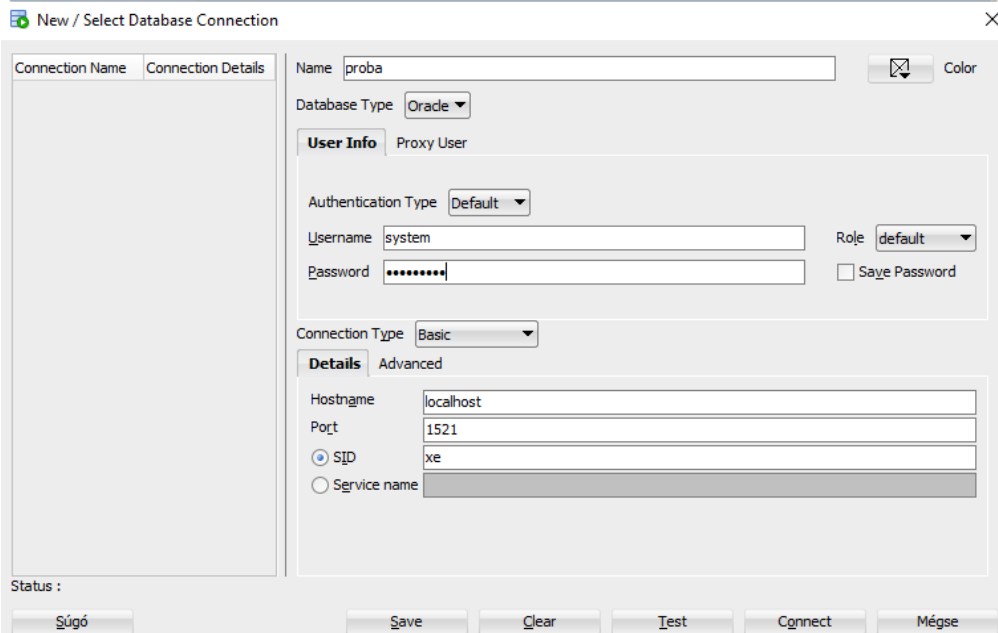 New / Select Database Connection
Connection Name Connection Details
Name proba Color
Database Type Oracle
User Info Proxy User
Authentication Type Default
Username system Role default
Password ••••••••• Save Password
Connection Type Basic
Details Advanced
Hostname localhost
Port 1521
SID xe
Service name
Status :
Súgó Save Clear Test Connect Mégse